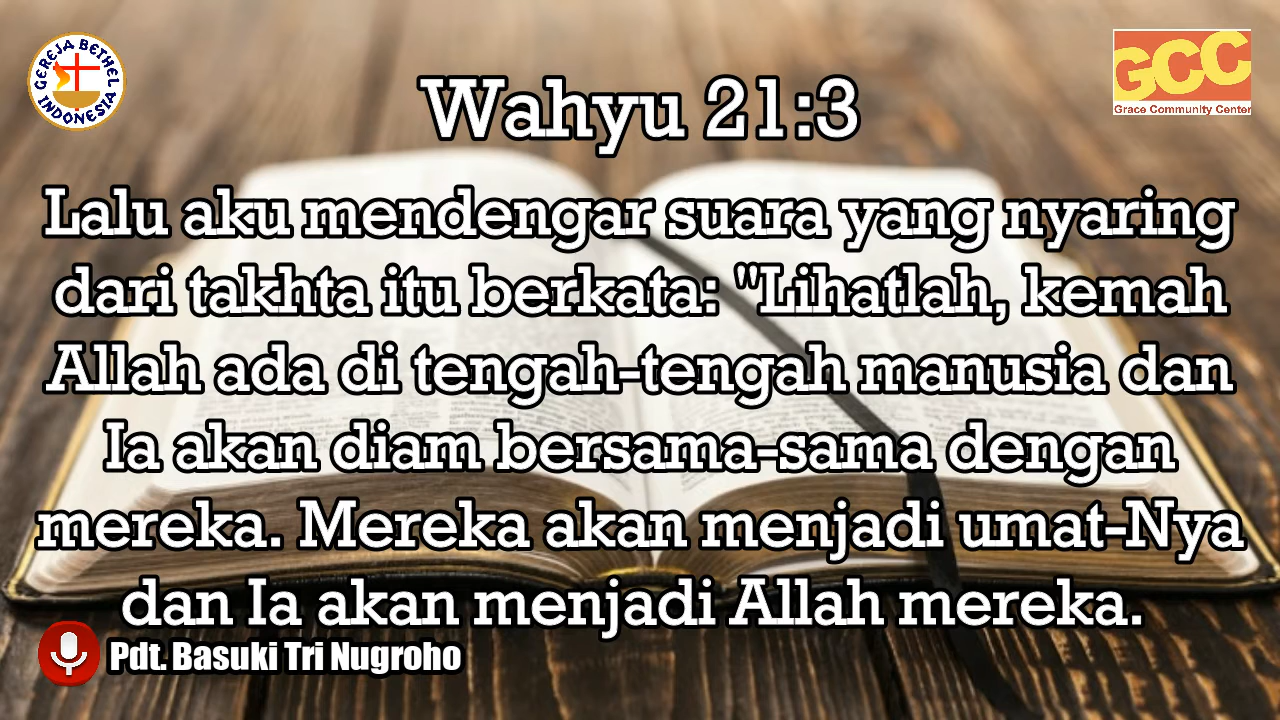 GEREJA BETHEL INDONESIA
GCC
Grace Community Center
Wahyu 21:3
Lalu aku mendengar suara yang nyaring
dari takhta itu berkata: "Lihatlah, kemah
Allah ada di tengah-tengah manusia dan
Ia akan diam bersama-sama dengan
mereka. Mereka akan menjadi umat-Nya
dan Ia akan menjadi Allah mereka.
Pdt. Basuki Tri Nugroho